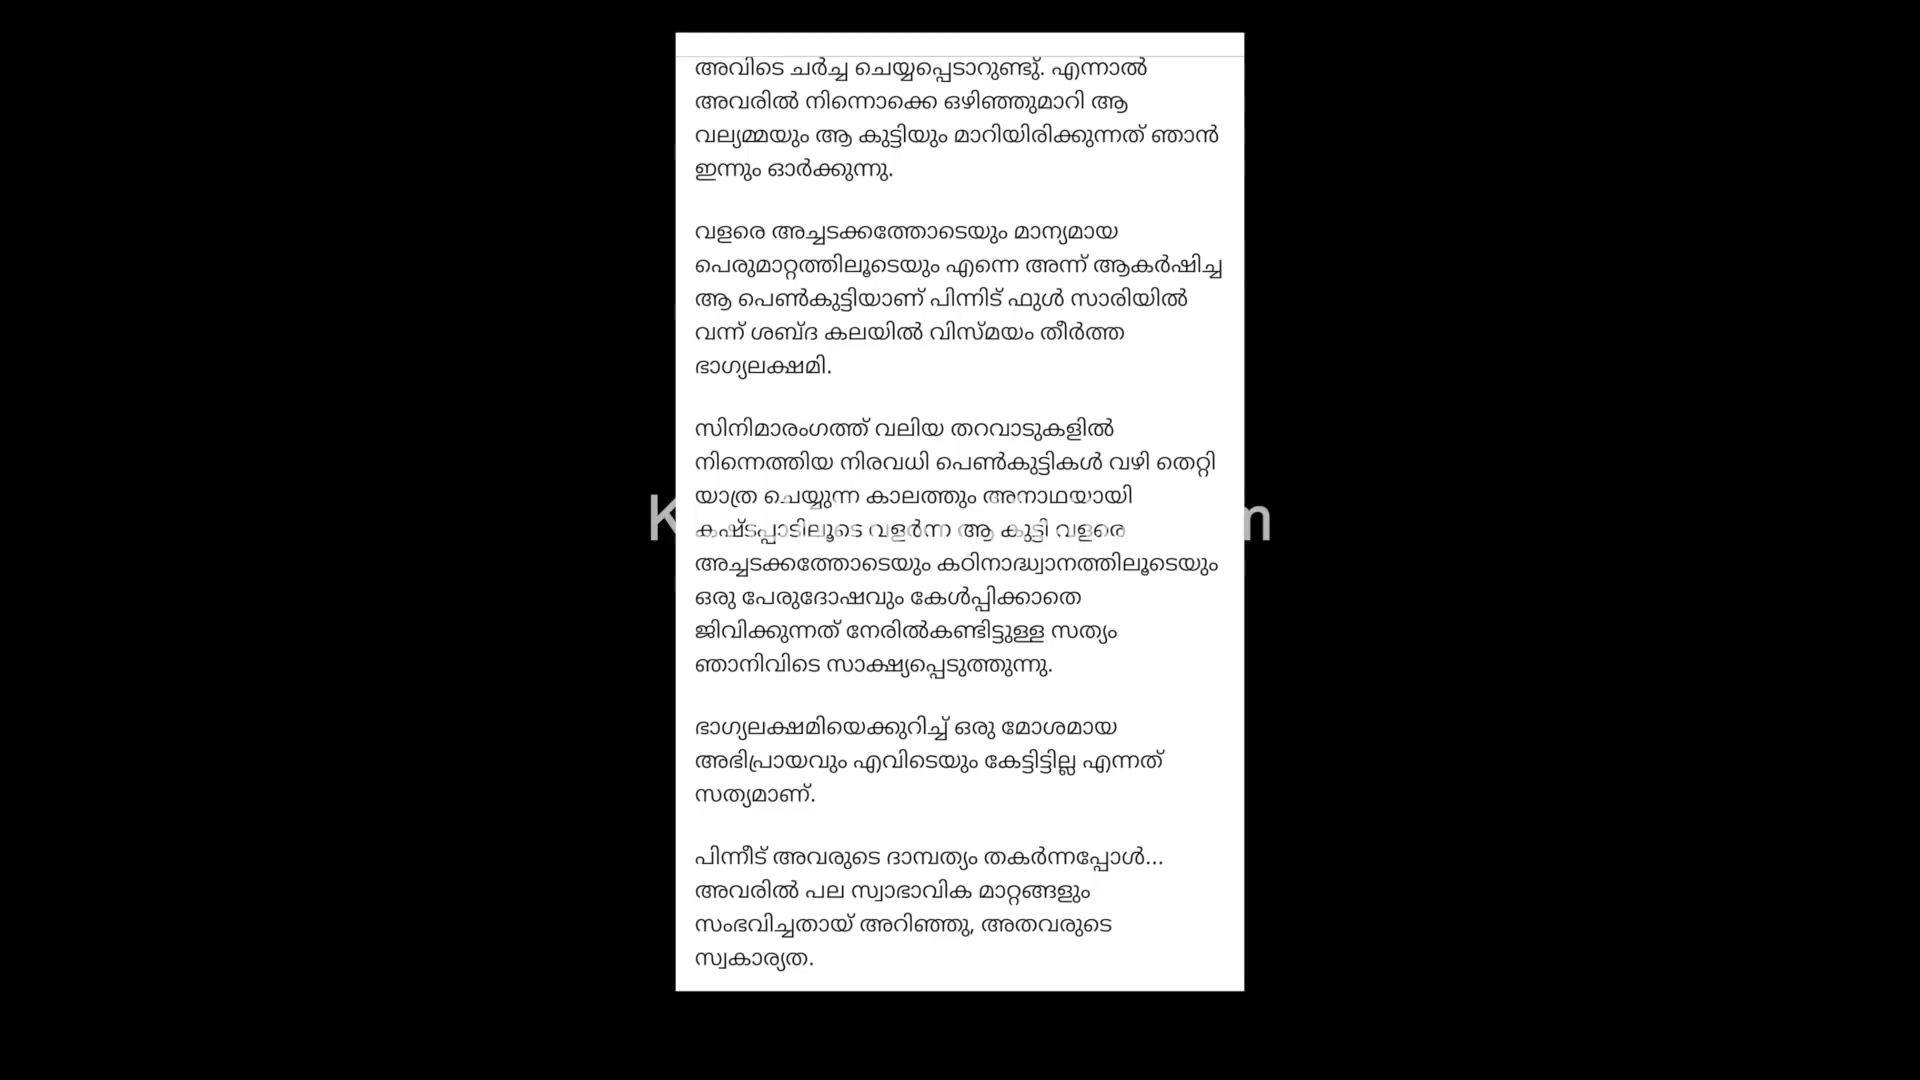 അവിടെ ചർച്ച ചെയ്യപ്പെടാറുണ്ടു്. എന്നാൽ
അവരിൽ നിന്നൊക്കെ ഒഴിഞ്ഞുമാറി ആ
വല്യമ്മയും ആ കുട്ടിയും മാറിയിരിക്കുന്നത് ഞാൻ
ഇന്നും ഓർക്കുന്നു.
വളരെ അച്ചടക്കത്തോടെയും മാന്യമായ
പെരുമാറ്റത്തിലൂടെയും എന്നെ അന്ന് ആകർഷിച്ച
ആ പെൺകുട്ടിയാണ് പിന്നിട് ഫുൾ സാരിയിൽ
വന്ന് ശബ്ദ കലയിൽ വിസ്മയം തീർത്ത
ഭാഗ്യലക്ഷമി.
സിനിമാരംഗത്ത് വലിയ തറവാടുകളിൽ
നിന്നെത്തിയ നിരവധി പെൺകുട്ടികൾ വഴി തെറ്റി
യാത്ര ചെയ്യുന്ന കാലത്തും അനാഥയായി
കഷ്ടപ്പാടിലൂടെ വളർന്ന ആ കുട്ടി വളരെ
അച്ചടക്കത്തോടെയും കഠിനാദ്ധ്വാനത്തിലൂടെയും
ഒരു പേരുദോഷവും കേൾപ്പിക്കാതെ
ജിവിക്കുന്നത് നേരിൽകണ്ടിട്ടുള്ള സത്യം
ഞാനിവിടെ സാക്ഷ്യപ്പെടുത്തുന്നു.
ഭാഗ്യലക്ഷമിയെക്കുറിച്ച് ഒരു മോശമായ
അഭിപ്രായവും എവിടെയും കേട്ടിട്ടില്ല എന്നത്
സത്യമാണ്.
പിന്നീട് അവരുടെ ദാമ്പത്യം തകർന്നപ്പോൾ...
അവരിൽ പല സ്വാഭാവിക മാറ്റങ്ങളും
സംഭവിച്ചതായ് അറിഞ്ഞു, അതവരുടെ
സ്വകാര്യത.